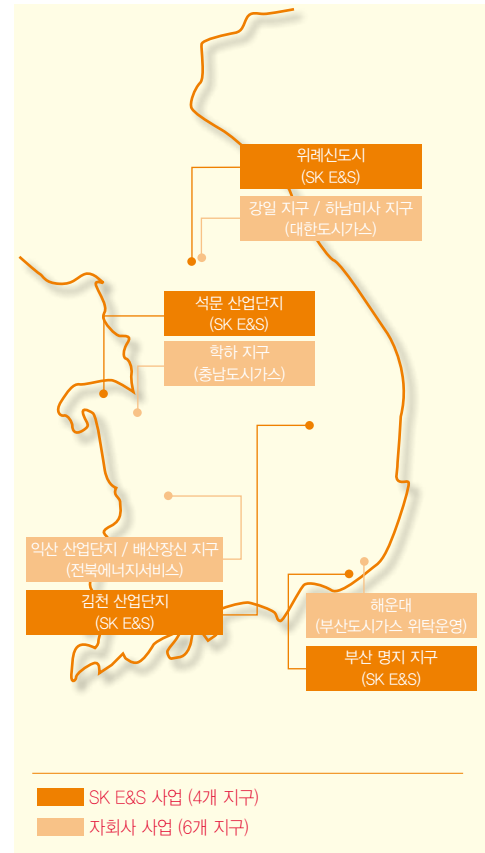 위례신도시
(SK E&S)
강일 지구 / 하남미사 지구
(대한도시가스)
석문 산업단지
(SK E&S)
학하 지구
(충남도시가스)
익산 산업단지 / 배산장신 지구
(전북에너지서비스)
김천 산업단지
(SK E&S)
해운대
(부산도시가스 위탁운영)
부산 명지 지구
(SK E&S)
SK E&S 사업 (4개 지구)
자회사 사업 (6개 지구)